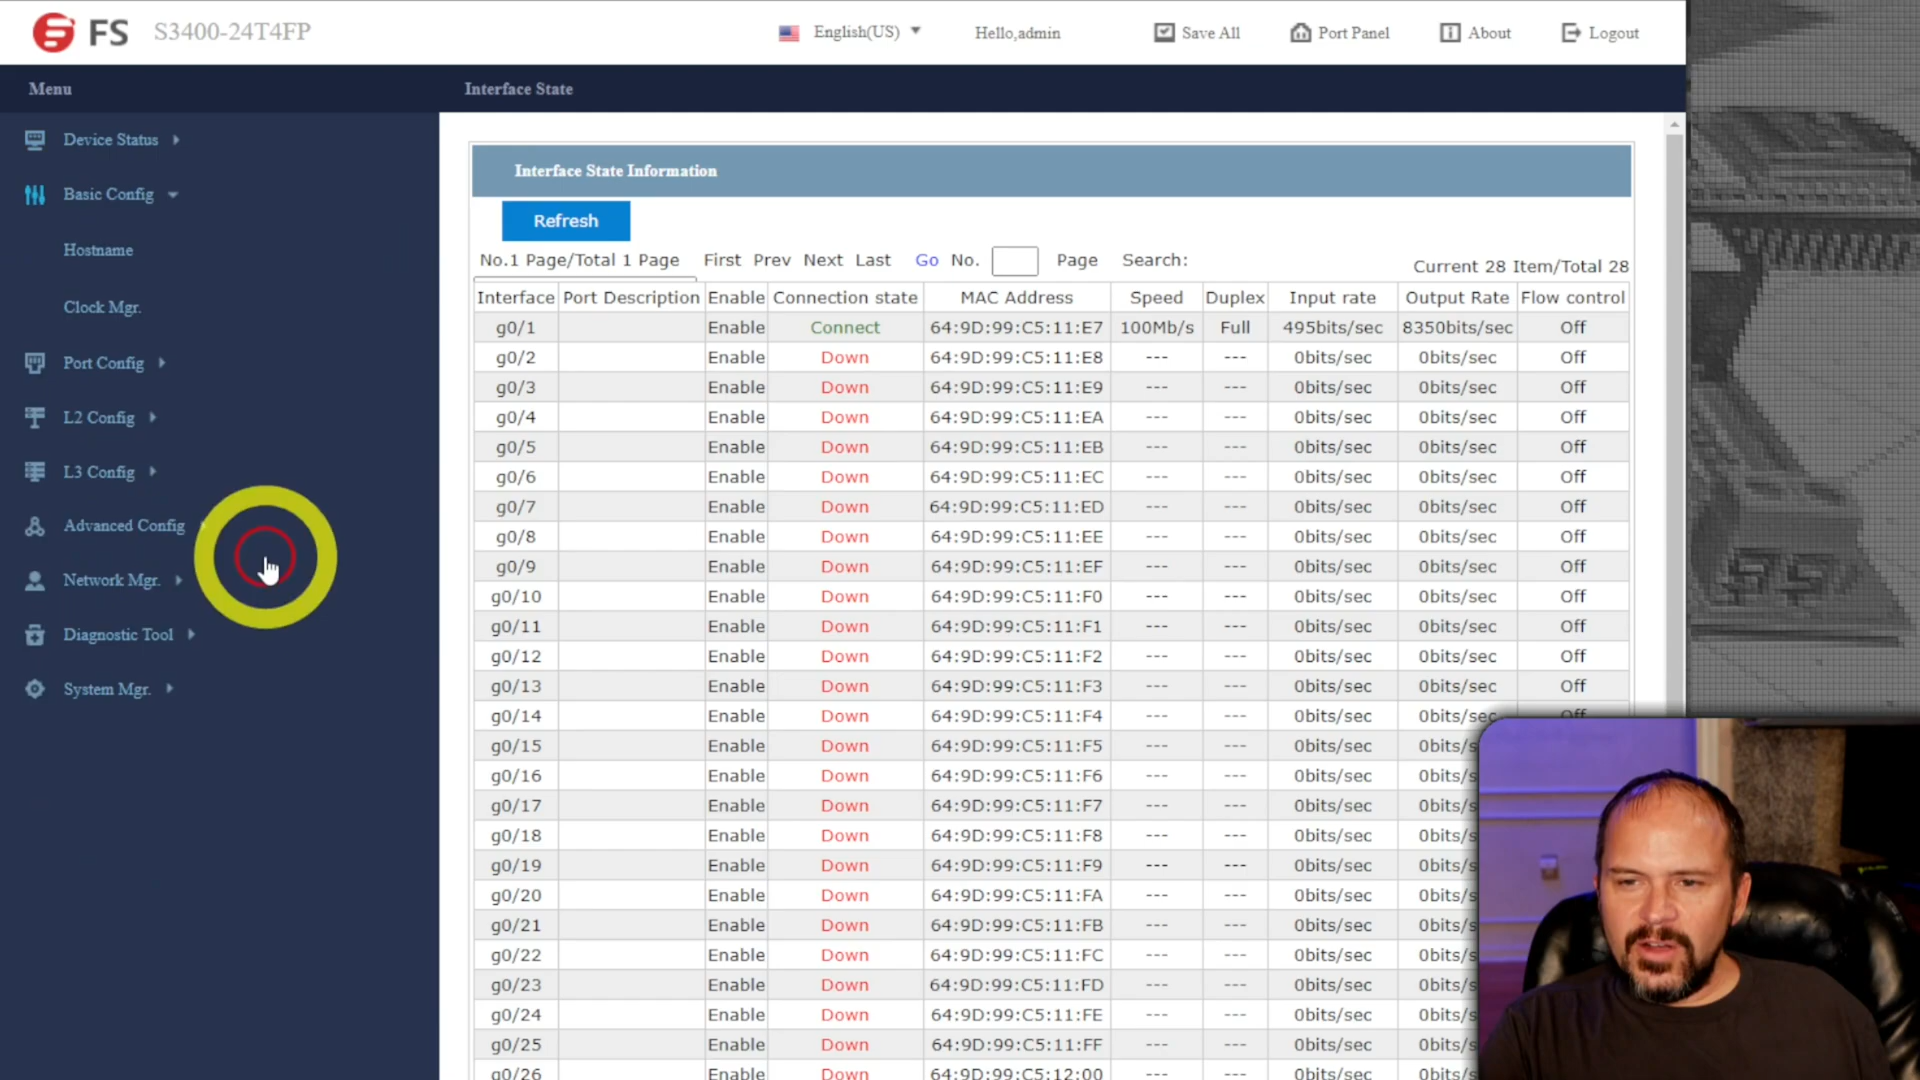 FS S3400-24T4FP English(US) Hello,admin Save All Port Panel About Logout
Menu Interface State
Device Status
Basic Config
Hostname
Clock Mgr.
Port Config
L2 Config
L3 Config
Advanced Config
Network Mgr.
Diagnostic Tool
System Mgr.
Interface State Information
Refresh
No.1 Page/Total 1 Page First Prev Next Last Go No. Page Search: Current 28 Item/Total 28
Interface Port Description Enable Connection state MAC Address Speed Duplex Input rate Output Rate Flow control
g0/1 Enable Connect 64:9D:99:C5:11:E7 100Mb/s Full 495bits/sec 8350bits/sec Off
g0/2 Enable Down 64:9D:99:C5:11:E8 --- --- 0bits/sec 0bits/sec Off
g0/3 Enable Down 64:9D:99:C5:11:E9 --- --- 0bits/sec 0bits/sec Off
g0/4 Enable Down 64:9D:99:C5:11:EA --- --- 0bits/sec 0bits/sec Off
g0/5 Enable Down 64:9D:99:C5:11:EB --- --- 0bits/sec 0bits/sec Off
g0/6 Enable Down 64:9D:99:C5:11:EC --- --- 0bits/sec 0bits/sec Off
g0/7 Enable Down 64:9D:99:C5:11:ED --- --- 0bits/sec 0bits/sec Off
g0/8 Enable Down 64:9D:99:C5:11:EE --- --- 0bits/sec 0bits/sec Off
g0/9 Enable Down 64:9D:99:C5:11:EF --- --- 0bits/sec 0bits/sec Off
g0/10 Enable Down 64:9D:99:C5:11:F0 --- --- 0bits/sec 0bits/sec Off
g0/11 Enable Down 64:9D:99:C5:11:F1 --- --- 0bits/sec 0bits/sec Off
g0/12 Enable Down 64:9D:99:C5:11:F2 --- --- 0bits/sec 0bits/sec Off
g0/13 Enable Down 64:9D:99:C5:11:F3 --- --- 0bits/sec 0bits/sec Off
g0/14 Enable Down 64:9D:99:C5:11:F4 --- --- 0bits/sec 0bits/sec Off
g0/15 Enable Down 64:9D:99:C5:11:F5 --- --- 0bits/sec 0bits/s
g0/16 Enable Down 64:9D:99:C5:11:F6 --- --- 0bits/sec 0bits/s
g0/17 Enable Down 64:9D:99:C5:11:F7 --- --- 0bits/sec 0bits/s
g0/18 Enable Down 64:9D:99:C5:11:F8 --- --- 0bits/sec 0bits/s
g0/19 Enable Down 64:9D:99:C5:11:F9 --- --- 0bits/sec 0bits/s
g0/20 Enable Down 64:9D:99:C5:11:FA --- --- 0bits/sec 0bits/s
g0/21 Enable Down 64:9D:99:C5:11:FB --- --- 0bits/sec 0bits/s
g0/22 Enable Down 64:9D:99:C5:11:FC --- --- 0bits/sec 0bits/s
g0/23 Enable Down 64:9D:99:C5:11:FD --- --- 0bits/sec 0bits/s
g0/24 Enable Down 64:9D:99:C5:11:FE --- --- 0bits/sec 0bits/s
g0/25 Enable Down 64:9D:99:C5:11:FF --- --- 0bits/sec 0bits/s
g0/26 Enable Down 64:9D:99:C5:12:00 --- --- 0bits/sec 0bits/s